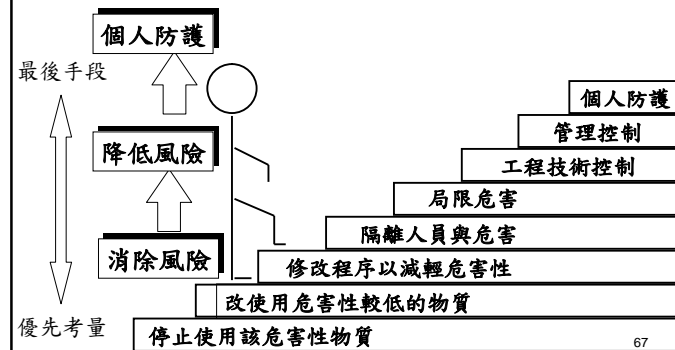 個人防護
最後手段
降低風險
消除風險
優先考量
個人防護
管理控制
工程技術控制
局限危害
隔離人員與危害
修改程序以減輕危害性
改使用危害性較低的物質
停止使用該危害性物質
67